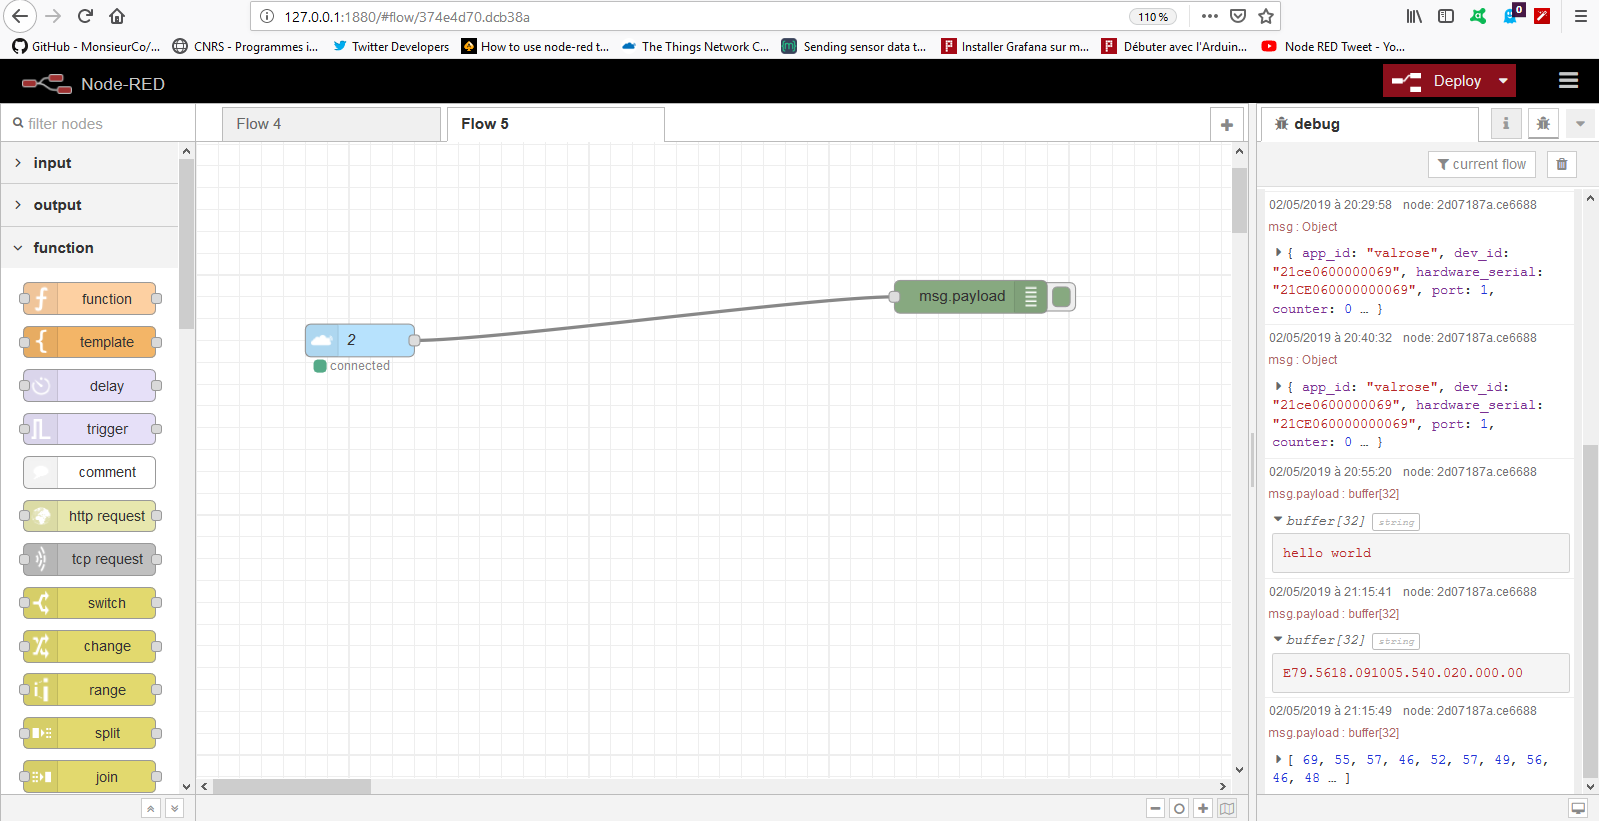 127.0.0.1:1880/#flow/374e4d70.dcb38a
110 %
0
GitHub - MonsieurCo/...
CNRS - Programmes i...
Twitter Developers
How to use node-red t...
The Things Network C...
Sending sensor data t...
Installer Grafana sur m...
Débuter avec l'Arduin...
Node RED Tweet - Yo...
Node-RED
Deploy
filter nodes
Flow 4
Flow 5
debug
input
output
function
function
template
delay
trigger
comment
http request
tcp request
switch
change
range
split
join
2
connected
msg.payload
current flow
02/05/2019 à 20:29:58 node: 2d07187a.ce6688
msg : Object
{ app_id: "valrose", dev_id:
"21ce0600000069", hardware_serial:
"21CE060000000069", port: 1,
counter: 0 … }
02/05/2019 à 20:40:32 node: 2d07187a.ce6688
msg : Object
{ app_id: "valrose", dev_id:
"21ce0600000069", hardware_serial:
"21CE060000000069", port: 1,
counter: 0 … }
02/05/2019 à 20:55:20 node: 2d07187a.ce6688
msg.payload : buffer[32]
buffer[32] string
hello world
02/05/2019 à 21:15:41 node: 2d07187a.ce6688
msg.payload : buffer[32]
buffer[32] string
E79.5618.091005.540.020.000.00
02/05/2019 à 21:15:49 node: 2d07187a.ce6688
msg.payload : buffer[32]
[ 69, 55, 57, 46, 52, 57, 49, 56,
46, 48 … ]